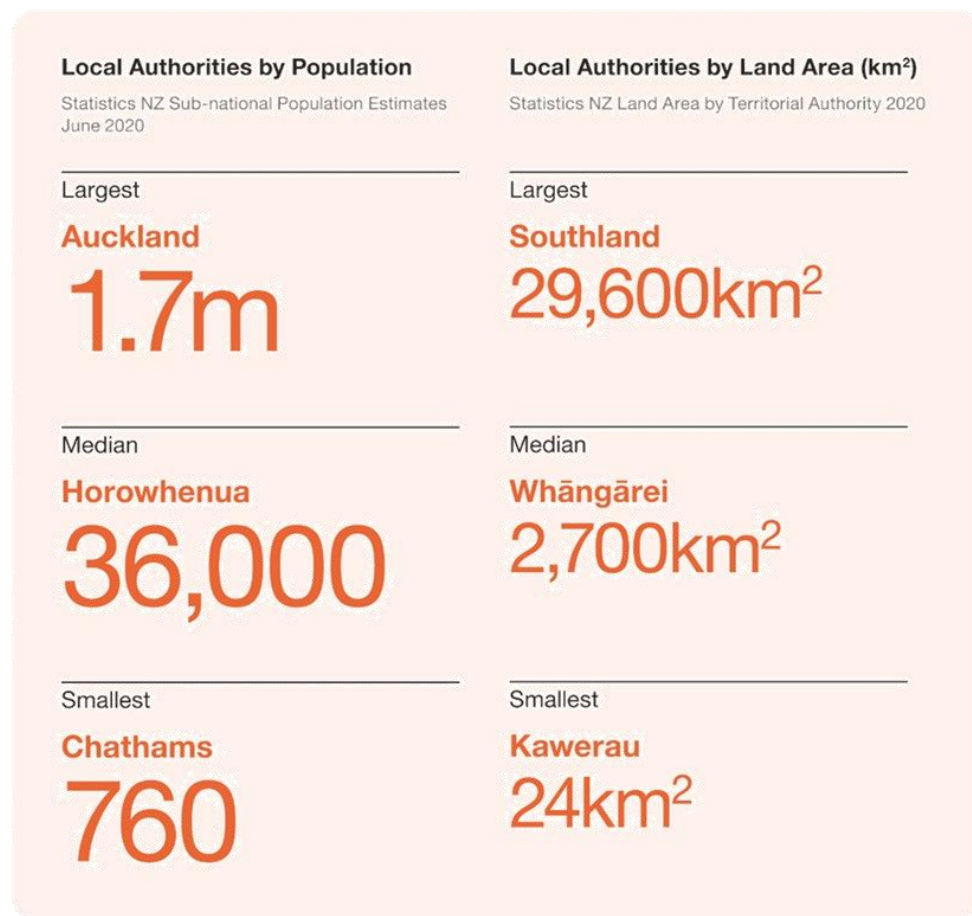 Local Authorities by Population
Statistics NZ Sub-national Population Estimates
June 2020
Largest
Auckland
1.7m
Median
Horowhenua
36,000
Smallest
Chathams
760
Local Authorities by Land Area (km²)
Statistics NZ Land Area by Territorial Authority 2020
Largest
Southland
29,600km²
Median
Whāngārei
2,700km²
Smallest
Kawerau
24km²